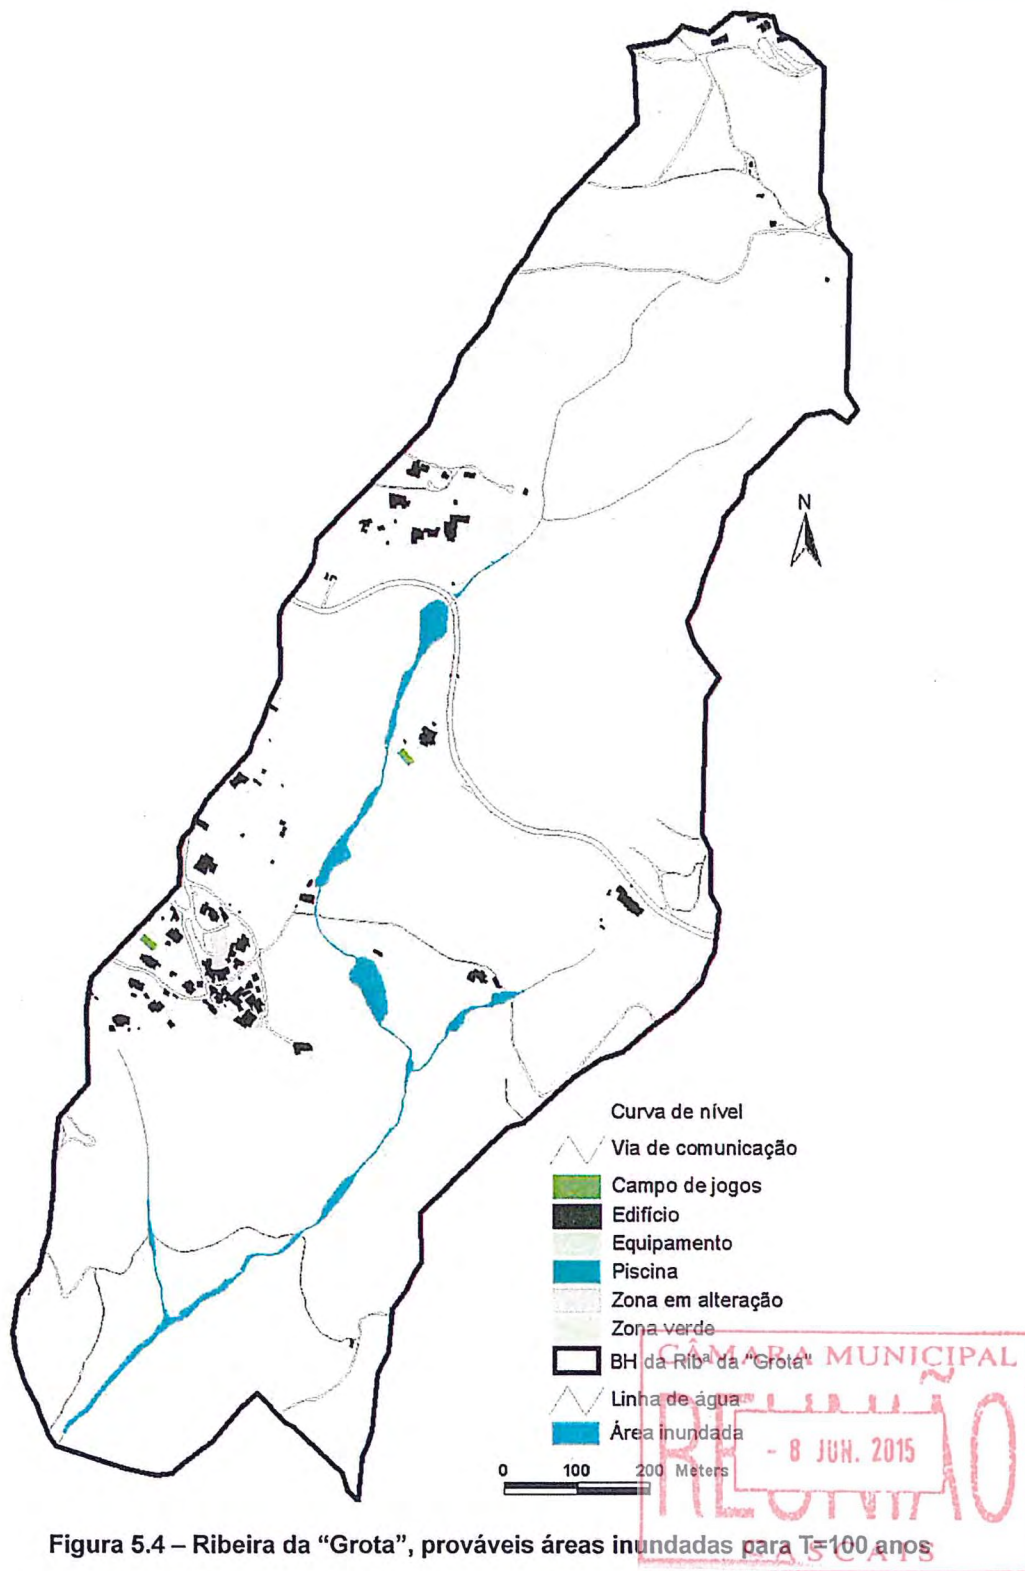 N
Curva de nível
Via de comunicação
Campo de jogos
Edifício
Equipamento
Piscina
Zona em alteração
Zona verde
BH da Ribª da "Grota"
Linha de água
Área inundada
0 100 200 Meters
CÂMARA MUNICIPAL
REUNIÃO
- 8 JUN. 2015
CASCAIS
Figura 5.4 – Ribeira da “Grota”, prováveis áreas inundadas para T=100 anos